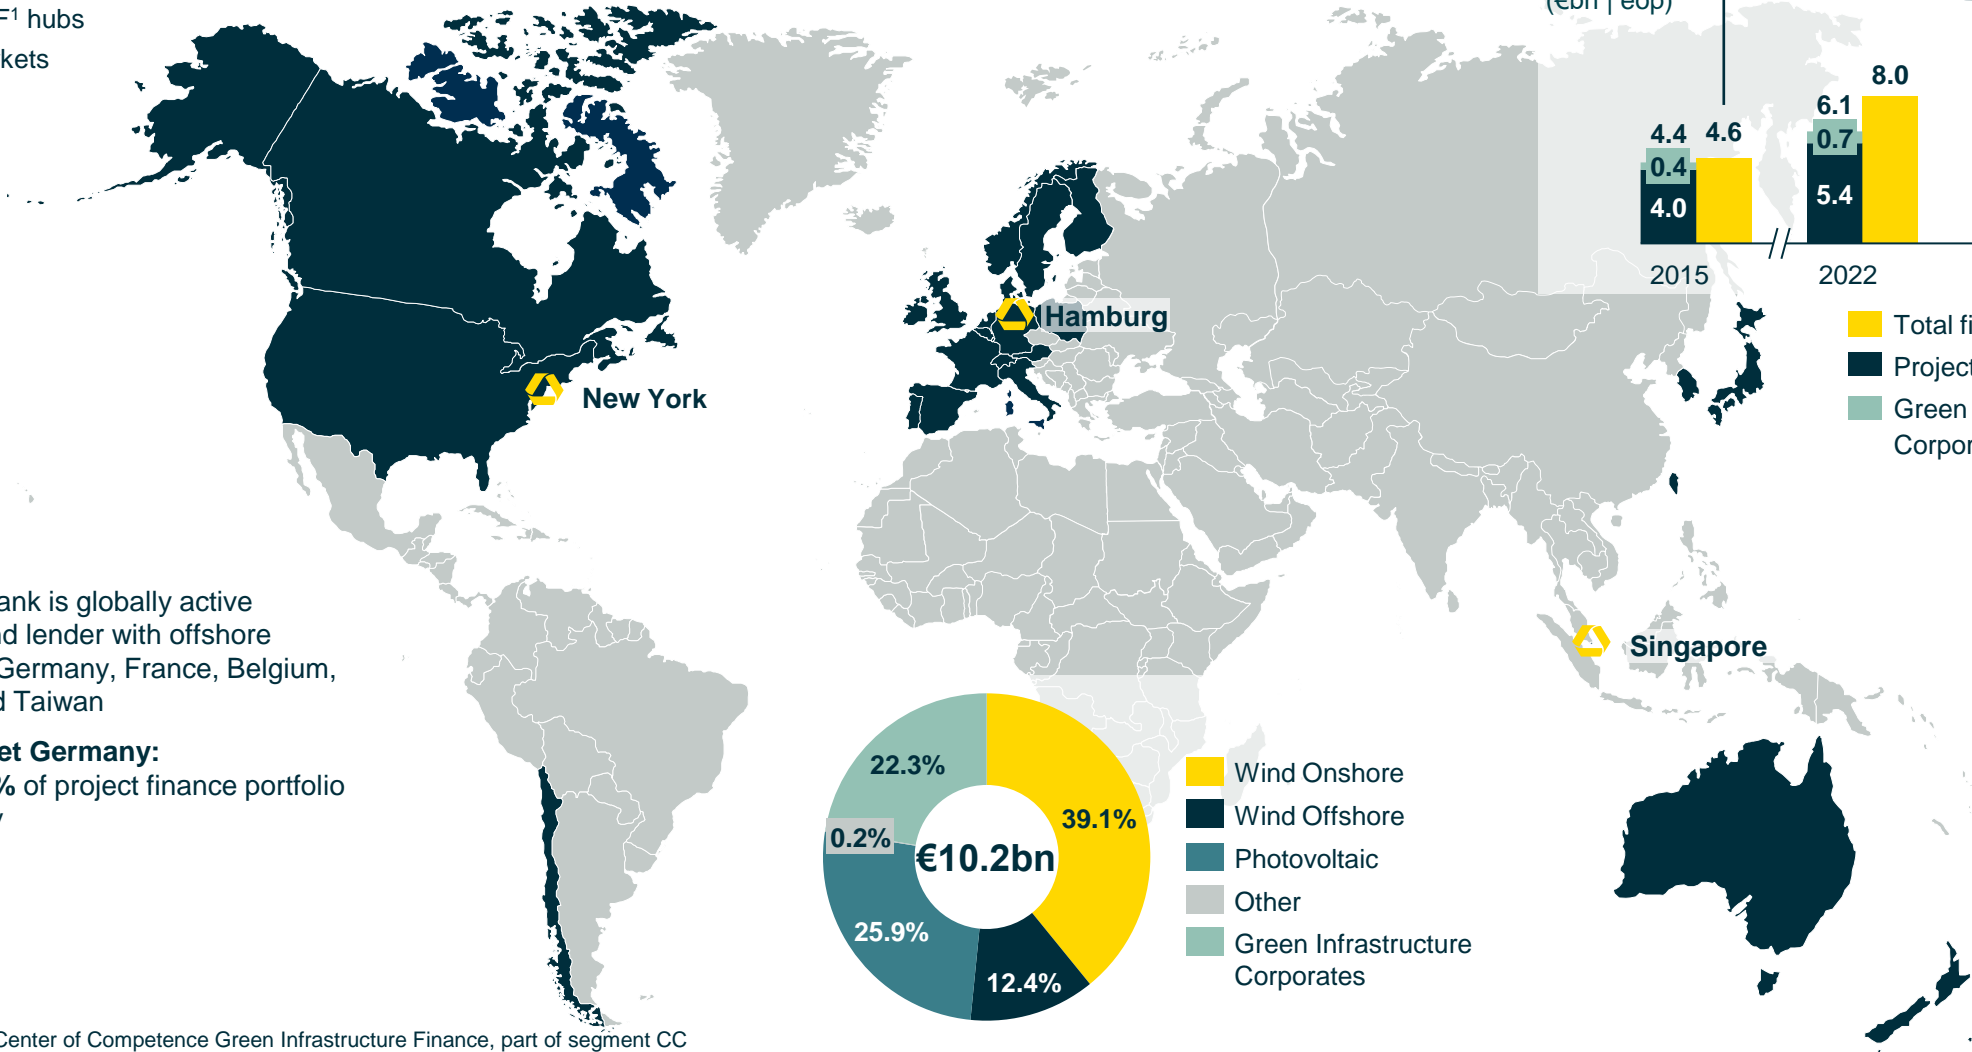 F¹ hubs
kets
(€bn | eop)
8.0
6.1
4.4
4.6
0.7
0.4
4.0
5.4
2015
2022
Total fi
Project
Green
Corpor
Hamburg
New York
Singapore
ank is globally active
nd lender with offshore
Germany, France, Belgium,
d Taiwan
et Germany:
% of project finance portfolio
22.3%
39.1%
0.2%
€10.2bn
25.9%
12.4%
Wind Onshore
Wind Offshore
Photovoltaic
Other
Green Infrastructure
Corporates
Center of Competence Green Infrastructure Finance, part of segment CC